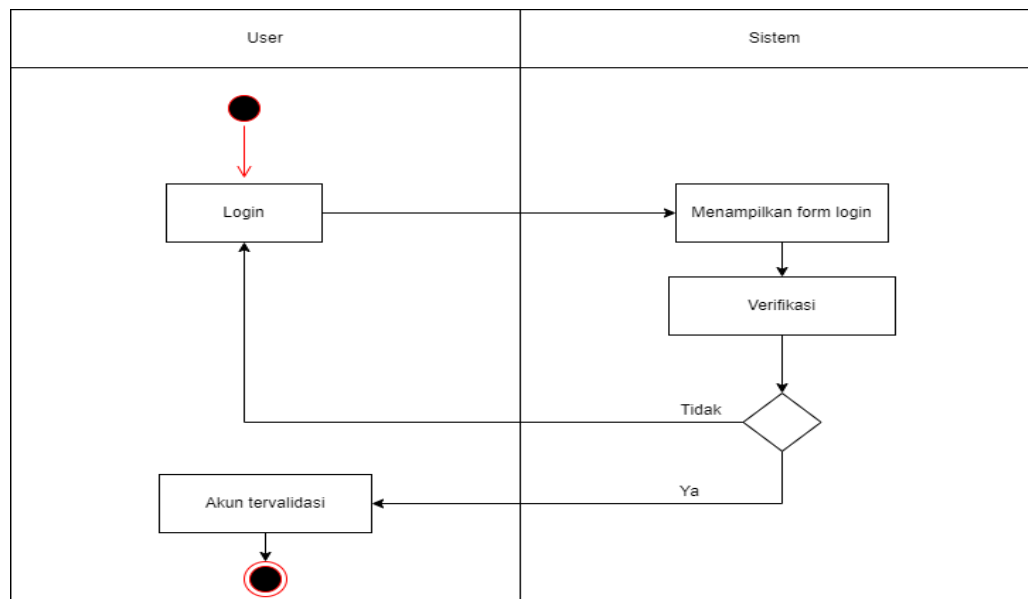 User
Sistem
Login
Menampilkan form login
Verifikasi
Tidak
Ya
Akun tervalidasi